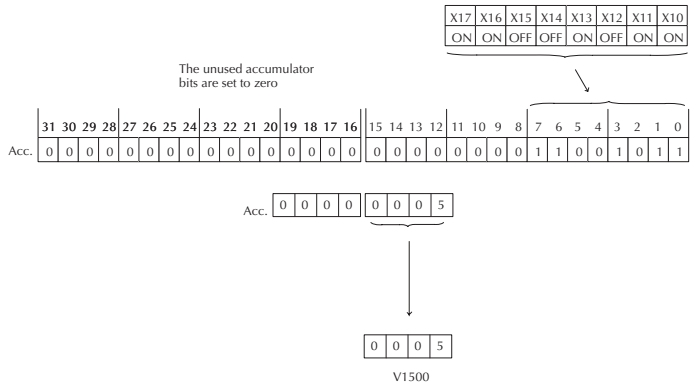 X17 X16 X15 X14 X13 X12 X11 X10
ON ON OFF OFF ON OFF ON ON
The unused accumulator
bits are set to zero
31 30 29 28 27 26 25 24 23 22 21 20 19 18 17 16 15 14 13 12 11 10 9 8 7 6 5 4 3 2 1 0
Acc. 0 0 0 0 0 0 0 0 0 0 0 0 0 0 0 0 0 0 0 0 0 0 0 0 1 1 0 0 1 0 1 1
Acc. 0 0 0 0 0 0 0 5
0 0 0 5
V1500